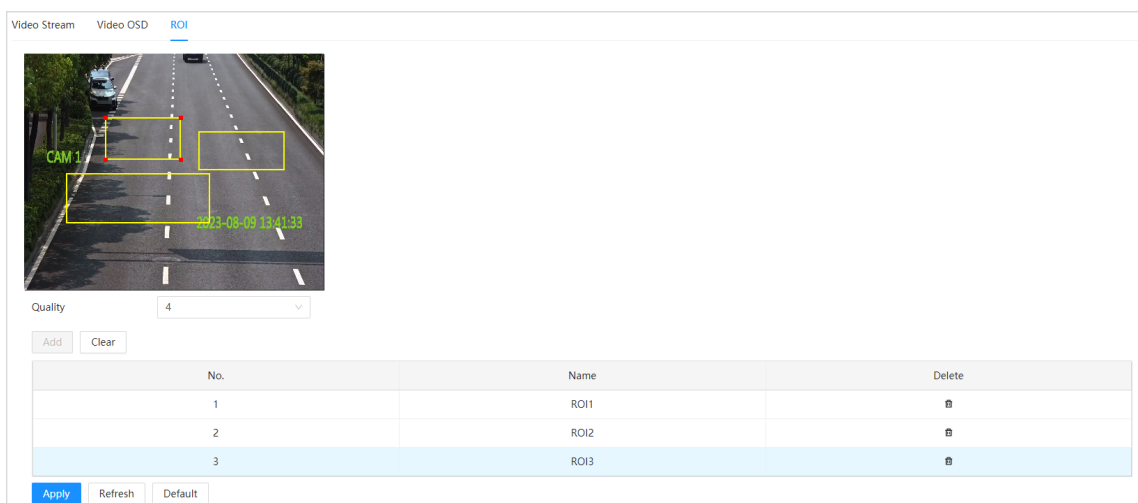 Video Stream Video OSD ROI
CAM 1
2023-08-09 13:41:33
Quality 4
Add Clear
No. Name Delete
1 ROI1
2 ROI2
3 ROI3
Apply Refresh Default